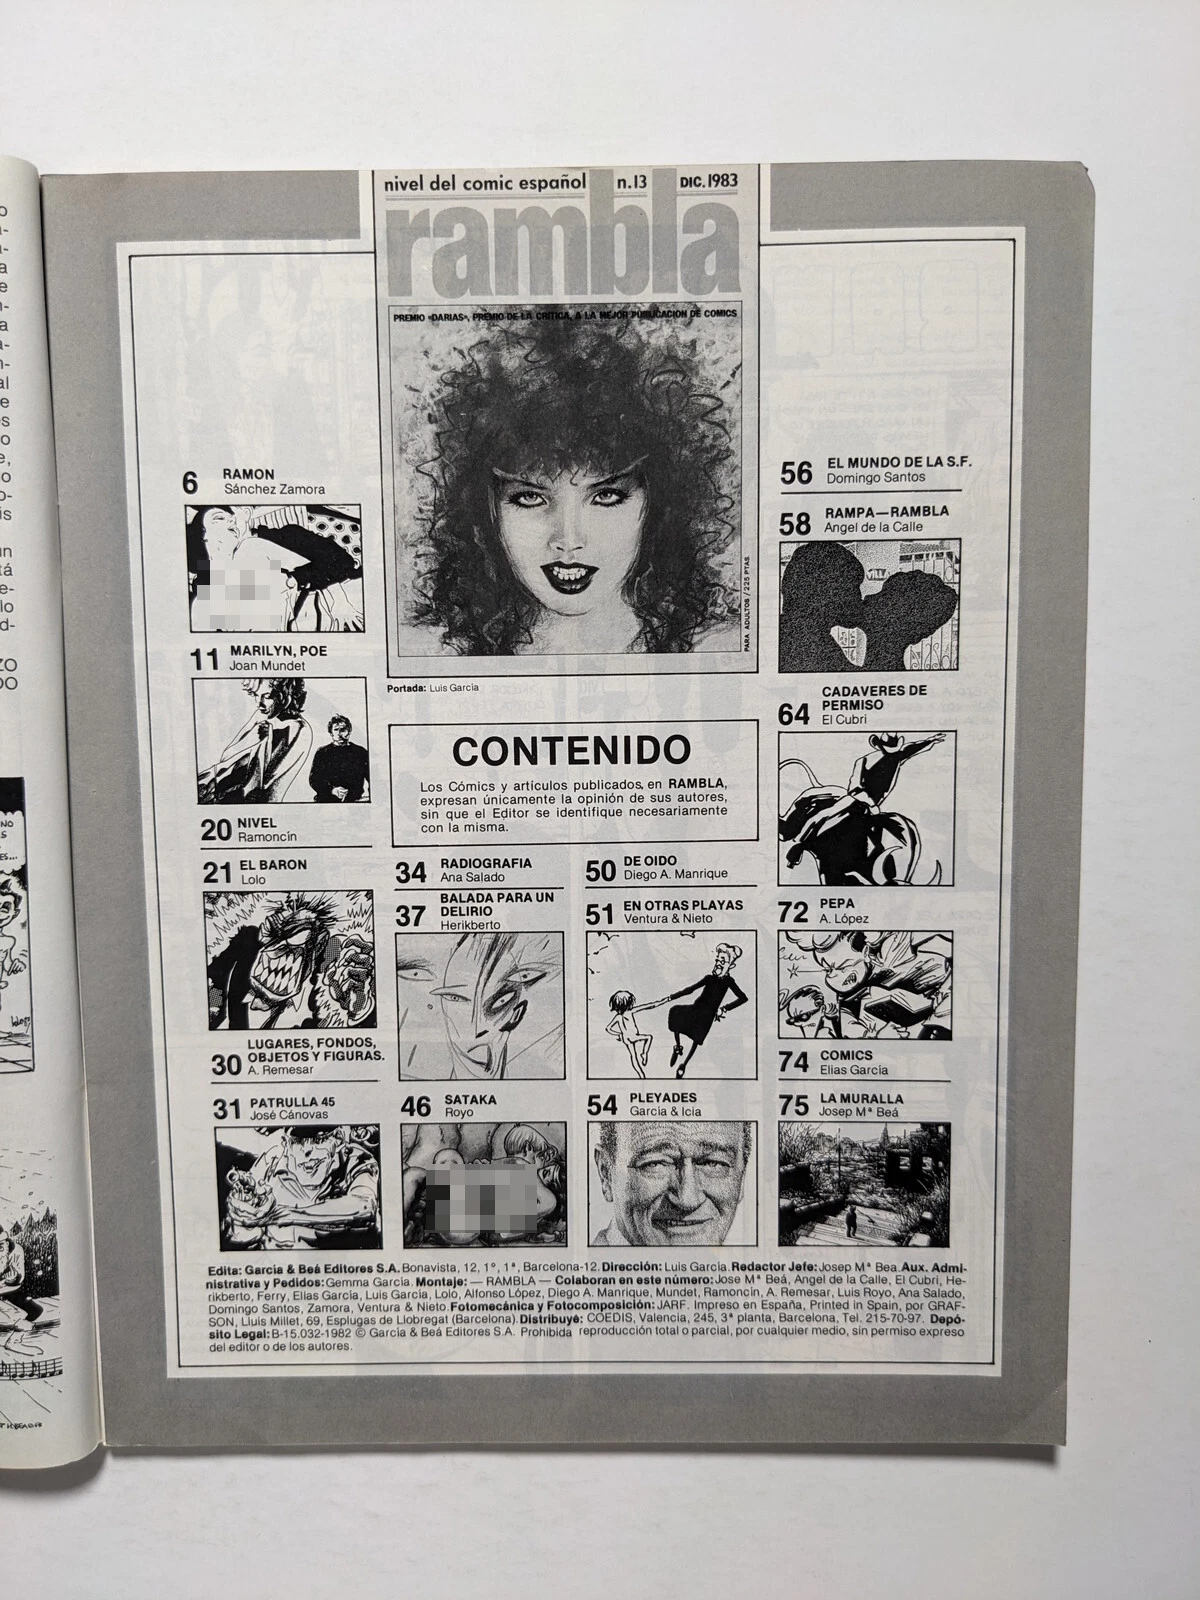 nivel del comic español n.13 DIC. 1983
rambla
PREMIO «DARIAS», PREMIO DE LA CRITICA, A LA MEJOR PUBLICACION DE COMICS
PARA ADULTOS / 225 PTAS.
Portada: Luis García
6 RAMON
Sánchez Zamora
11 MARILYN, POE
Joan Mundet
20 NIVEL
Ramoncín
21 EL BARON
Lolo
30 LUGARES, FONDOS,
OBJETOS Y FIGURAS.
A. Remesar
31 PATRULLA 45
José Cánovas
CONTENIDO
Los Cómics y artículos publicados, en RAMBLA,
expresan únicamente la opinión de sus autores,
sin que el Editor se identifique necesariamente
con la misma.
34 RADIOGRAFIA
Ana Salado
37 BALADA PARA UN
DELIRIO
Herikberto
46 SATAKA
Royo
50 DE OIDO
Diego A. Manrique
51 EN OTRAS PLAYAS
Ventura & Nieto
54 PLEYADES
García & Icia
56 EL MUNDO DE LA S.F.
Domingo Santos
58 RAMPA—RAMBLA
Angel de la Calle
64 CADAVERES DE
PERMISO
El Cubri
72 PEPA
A. López
74 COMICS
Elias García
75 LA MURALLA
Josep Mª Beá
Edita: García & Beá Editores S.A. Bonavista, 12, 1º, 1ª, Barcelona-12. Dirección: Luis García. Redactor Jefe: Josep Mª Bea. Aux. Admi-
nistrativa y Pedidos: Gemma García. Montaje: — RAMBLA — Colaboran en este número: Jose Mª Beá, Angel de la Calle, El Cubri, He-
rikberto, Ferry, Elias García, Luis García, Lolo, Alfonso López, Diego A. Manrique, Mundet, Ramoncin, A. Remesar, Luis Royo, Ana Salado,
Domingo Santos, Zamora, Ventura & Nieto. Fotomecánica y Fotocomposición: JARF. Impreso en España, Printed in Spain, por GRAF-
SON, Lluis Millet, 69, Esplugas de Llobregat (Barcelona). Distribuye: COEDIS, Valencia, 245, 3ª planta, Barcelona, Tel. 215-70-97. Depó-
sito Legal: B-15.032-1982 © García & Beá Editores S.A. Prohibida reproducción total o parcial, por cualquier medio, sin permiso expreso
del editor o de los autores.